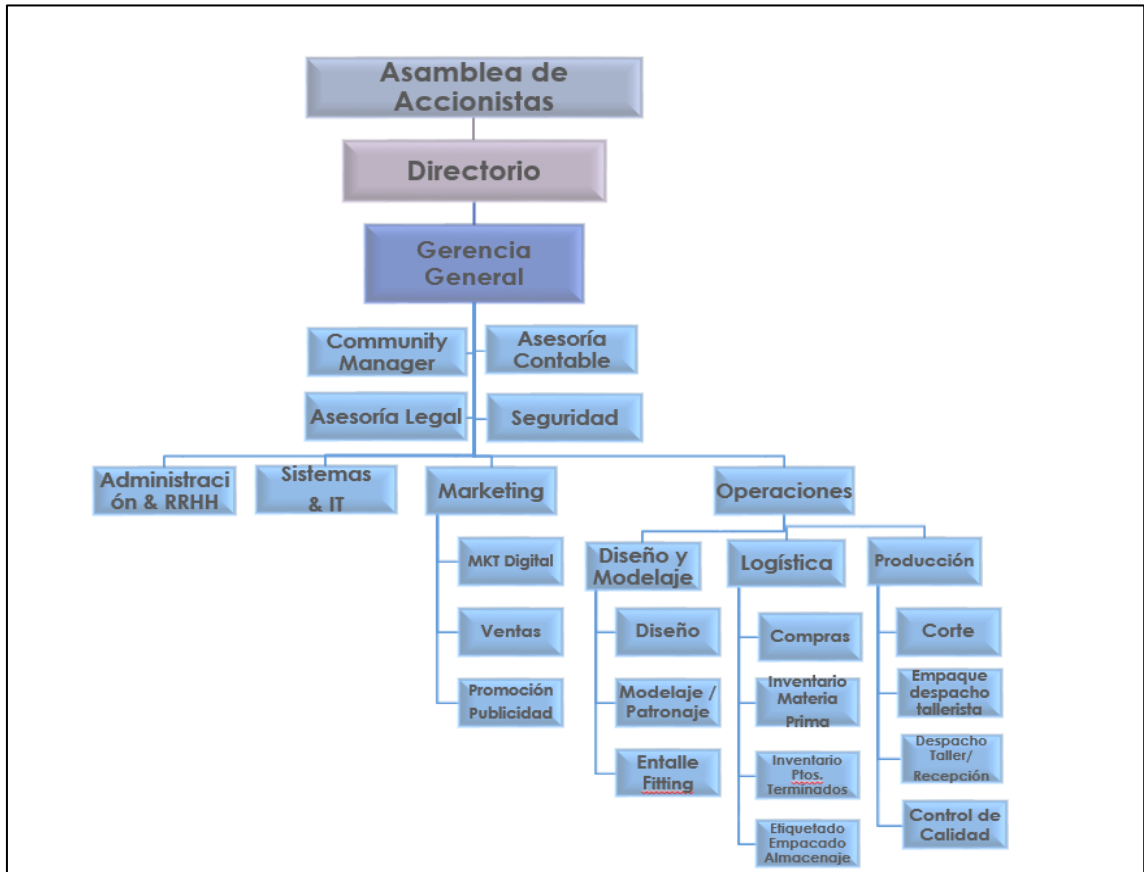 Asamblea de
Accionistas
Directorio
Gerencia
General
Community
Manager
Asesoría
Contable
Asesoría Legal
Seguridad
Administraci
ón & RRHH
Sistemas
& IT
Marketing
Operaciones
MKT Digital
Ventas
Promoción
Publicidad
Diseño y
Modelaje
Diseño
Modelaje /
Patronaje
Entalle
Fitting
Logística
Compras
Inventario
Materia
Prima
Inventario
Ptos.
Terminados
Etiquetado
Empacado
Almacenaje
Producción
Corte
Empaque
despacho
tallerista
Despacho
Taller/
Recepción
Control de
Calidad